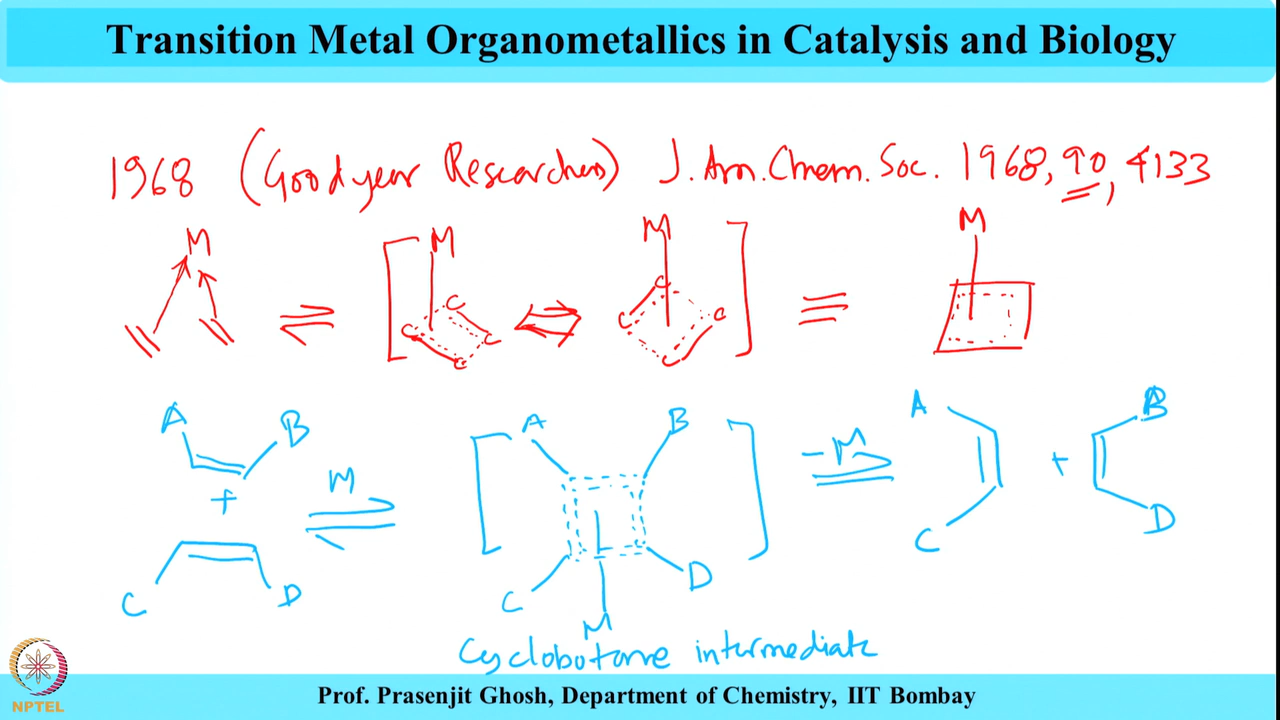 Transition Metal Organometallics in Catalysis and Biology
1968 (Goodyear Researchers) J. Am. Chem. Soc. 1968, 90, 4133
M M M M
C C C C C C C C
A B A B A B
+ M -M +
C D C D C D
M
Cyclobutane intermediate
NPTEL
Prof. Prasenjit Ghosh, Department of Chemistry, IIT Bombay